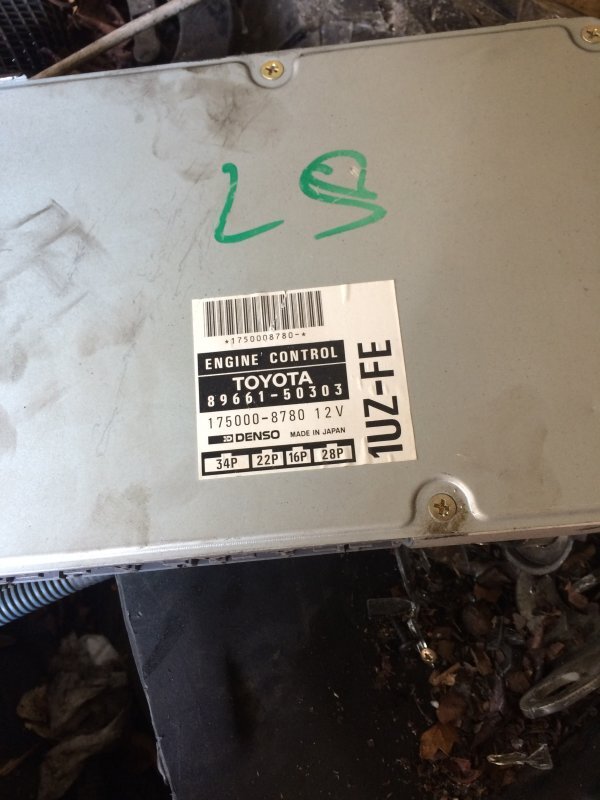 LS
*1750008780-*
ENGINE CONTROL
TOYOTA
89661-50303
175000-8780 12V
DENSO MADE IN JAPAN
34P 22P 16P 28P
1UZ-FE